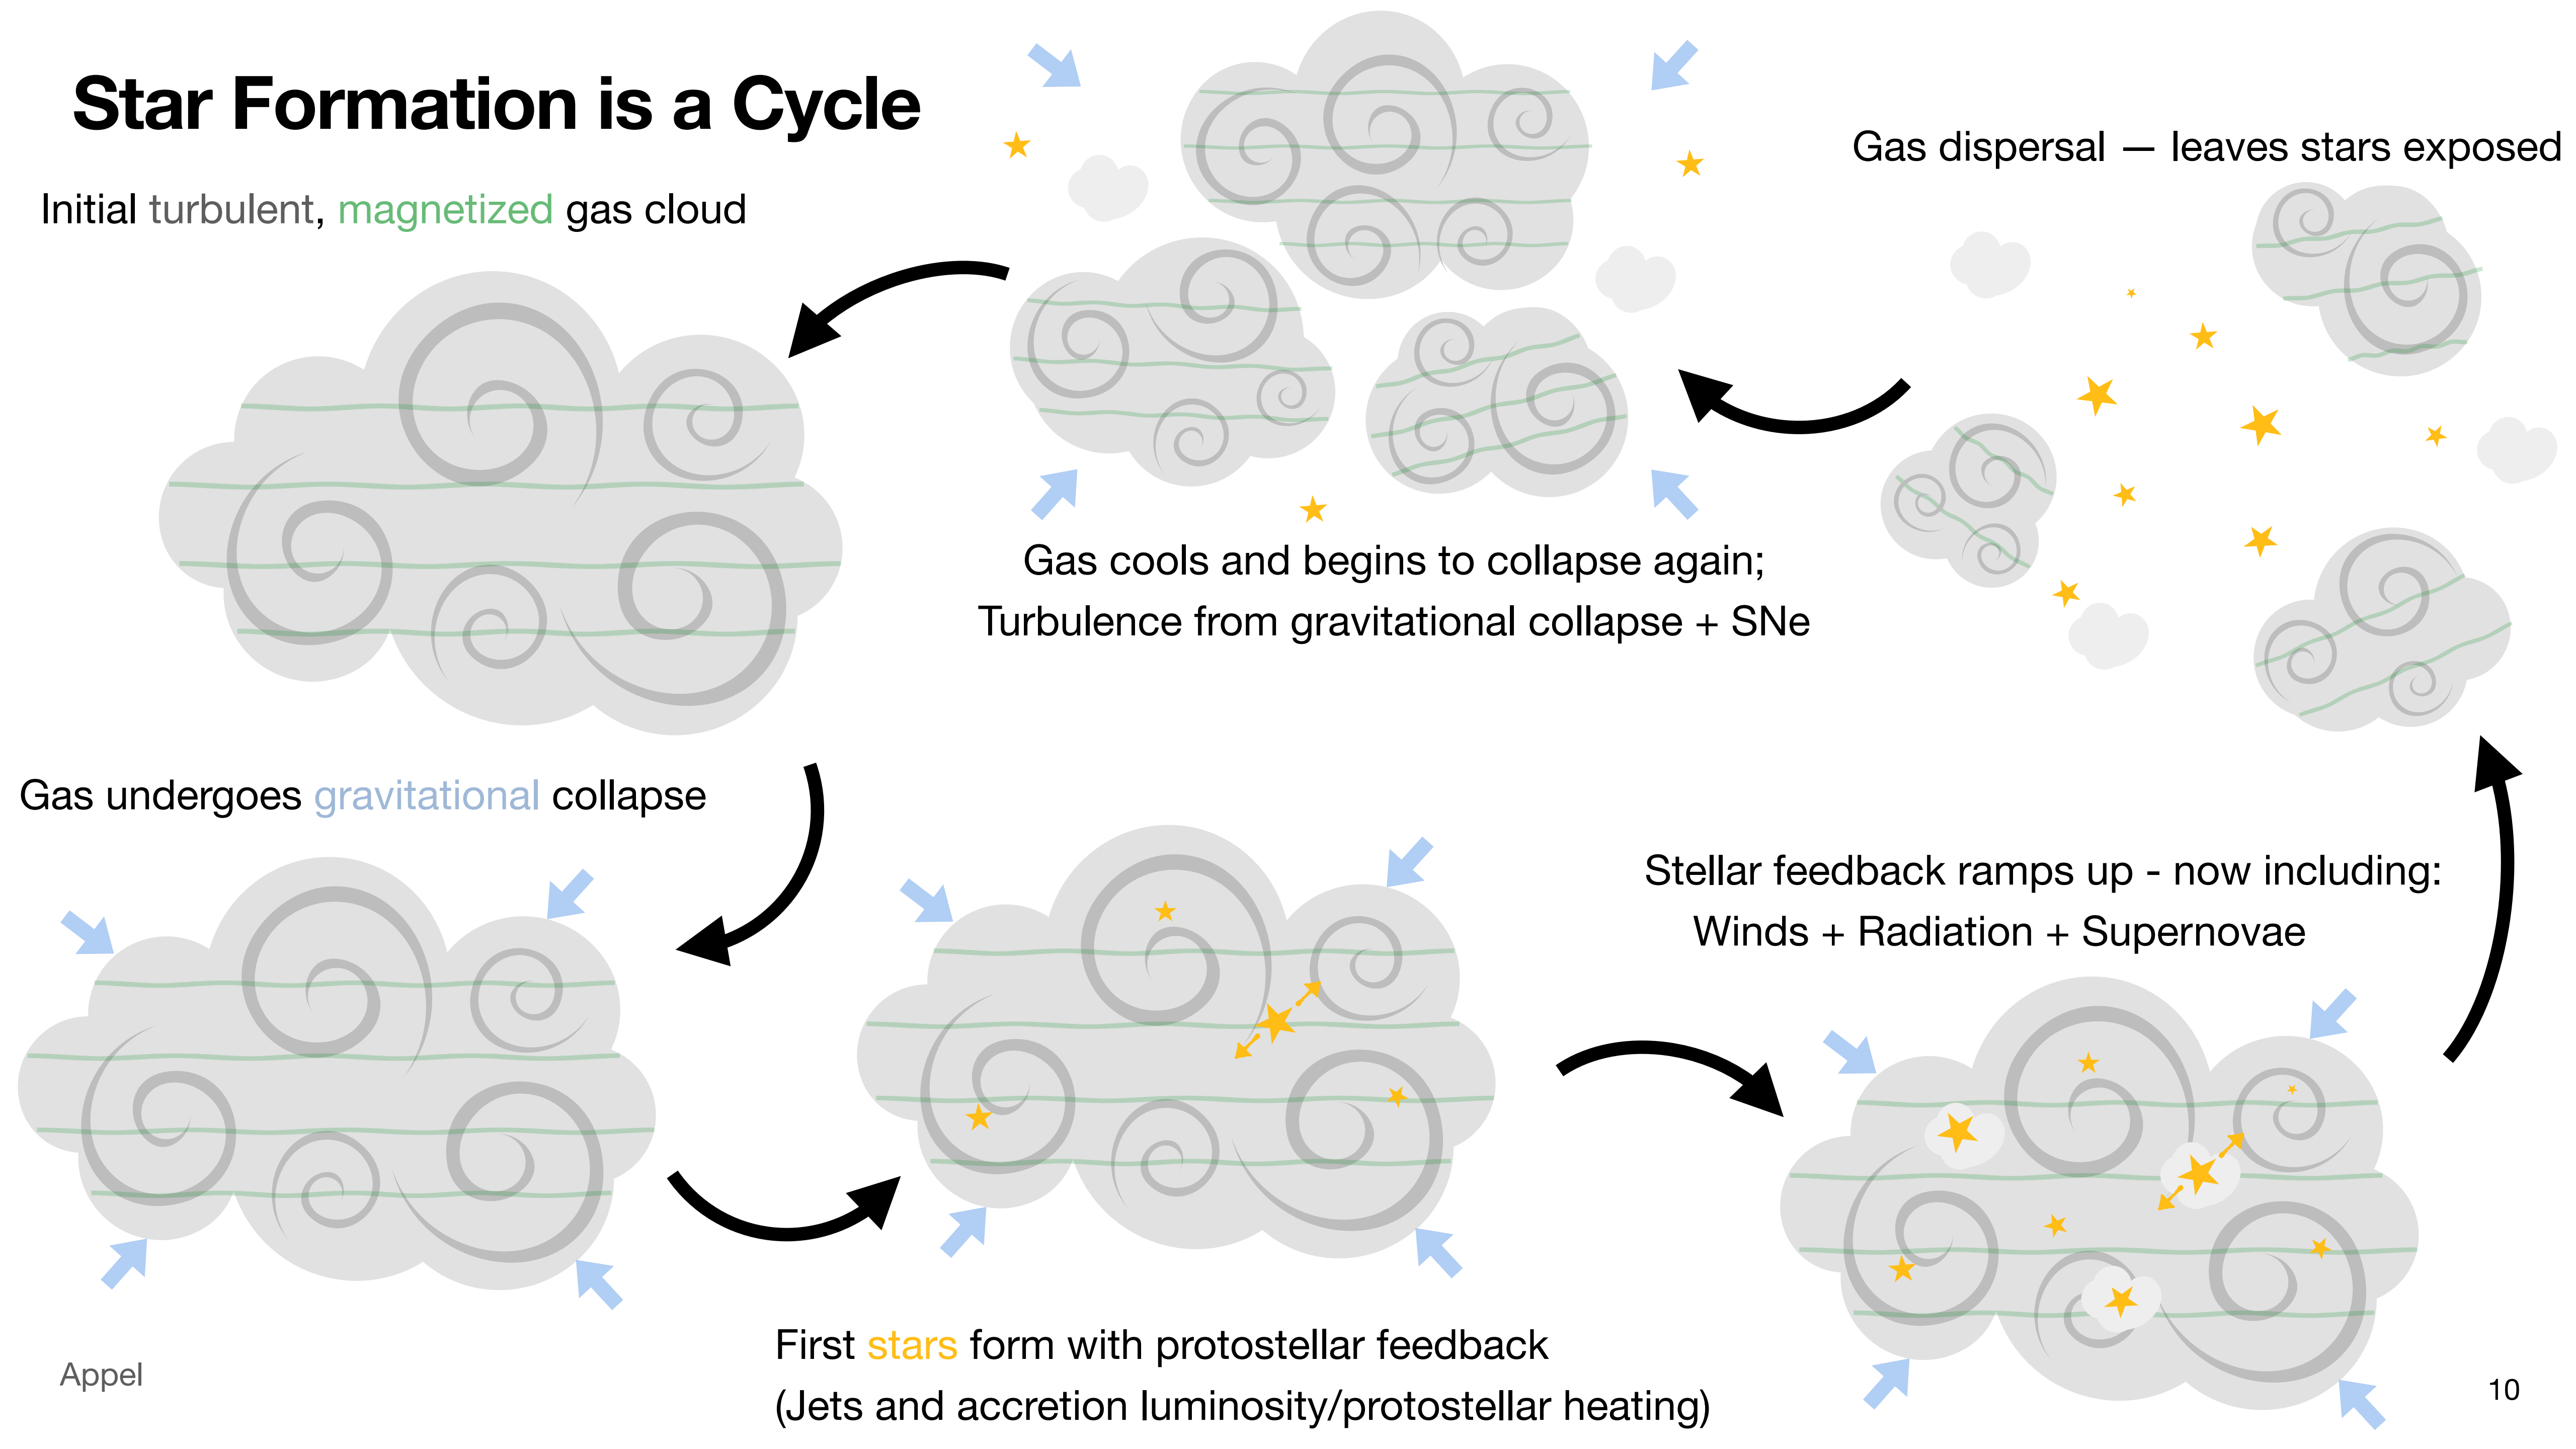 Star Formation is a Cycle
Initial turbulent, magnetized gas cloud
Gas undergoes gravitational collapse
First stars form with protostellar feedback
(Jets and accretion luminosity/protostellar heating)
Stellar feedback ramps up - now including:
Winds + Radiation + Supernovae
Gas dispersal — leaves stars exposed
Gas cools and begins to collapse again;
Turbulence from gravitational collapse + SNe
Appel
10